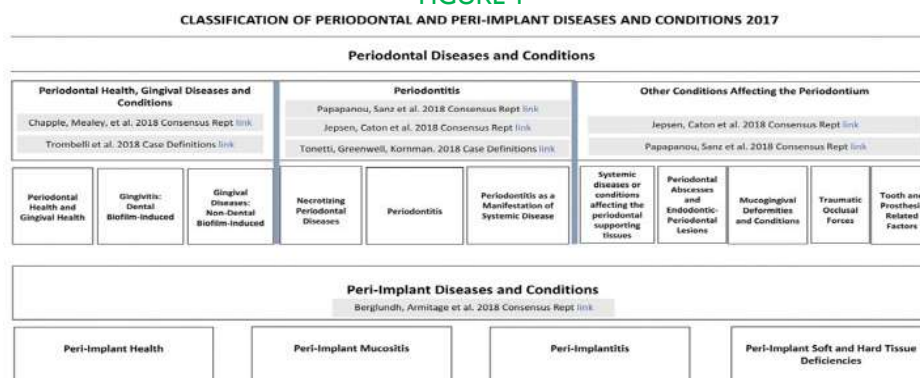 FIGURE 1
CLASSIFICATION OF PERIODONTAL AND PERI-IMPLANT DISEASES AND CONDITIONS 2017
Periodontal Diseases and Conditions
Periodontal Health, Gingival Diseases and
Conditions
Chapple, Mealey, et al. 2018 Consensus Rept link
Trombelli et al. 2018 Case Definitions link
Periodontitis
Papapanou, Sanz et al. 2018 Consensus Rept link
Jepsen, Caton et al. 2018 Consensus Rept link
Tonetti, Greenwell, Kornman. 2018 Case Definitions link
Other Conditions Affecting the Periodontium
Jepsen, Caton et al. 2018 Consensus Rept link
Papapanou, Sanz et al. 2018 Consensus Rept link
Periodontal
Health and
Gingival Health
Gingivitis:
Dental
Biofilm-Induced
Gingival
Diseases:
Non-Dental
Biofilm-Induced
Necrotizing
Periodontal
Diseases
Periodontitis
Periodontitis as a
Manifestation of
Systemic Disease
Systemic
diseases or
conditions
affecting the
periodontal
supporting
tissues
Periodontal
Abscesses
and
Endodontic-
Periodontal
Lesions
Mucogingival
Deformities
and Conditions
Traumatic
Occlusal
Forces
Tooth and
Prosthesis
Related
Factors
Peri-Implant Diseases and Conditions
Berglundh, Armitage et al. 2018 Consensus Rept link
Peri-Implant Health
Peri-Implant Mucositis
Peri-Implantitis
Peri-Implant Soft and Hard Tissue
Deficiencies